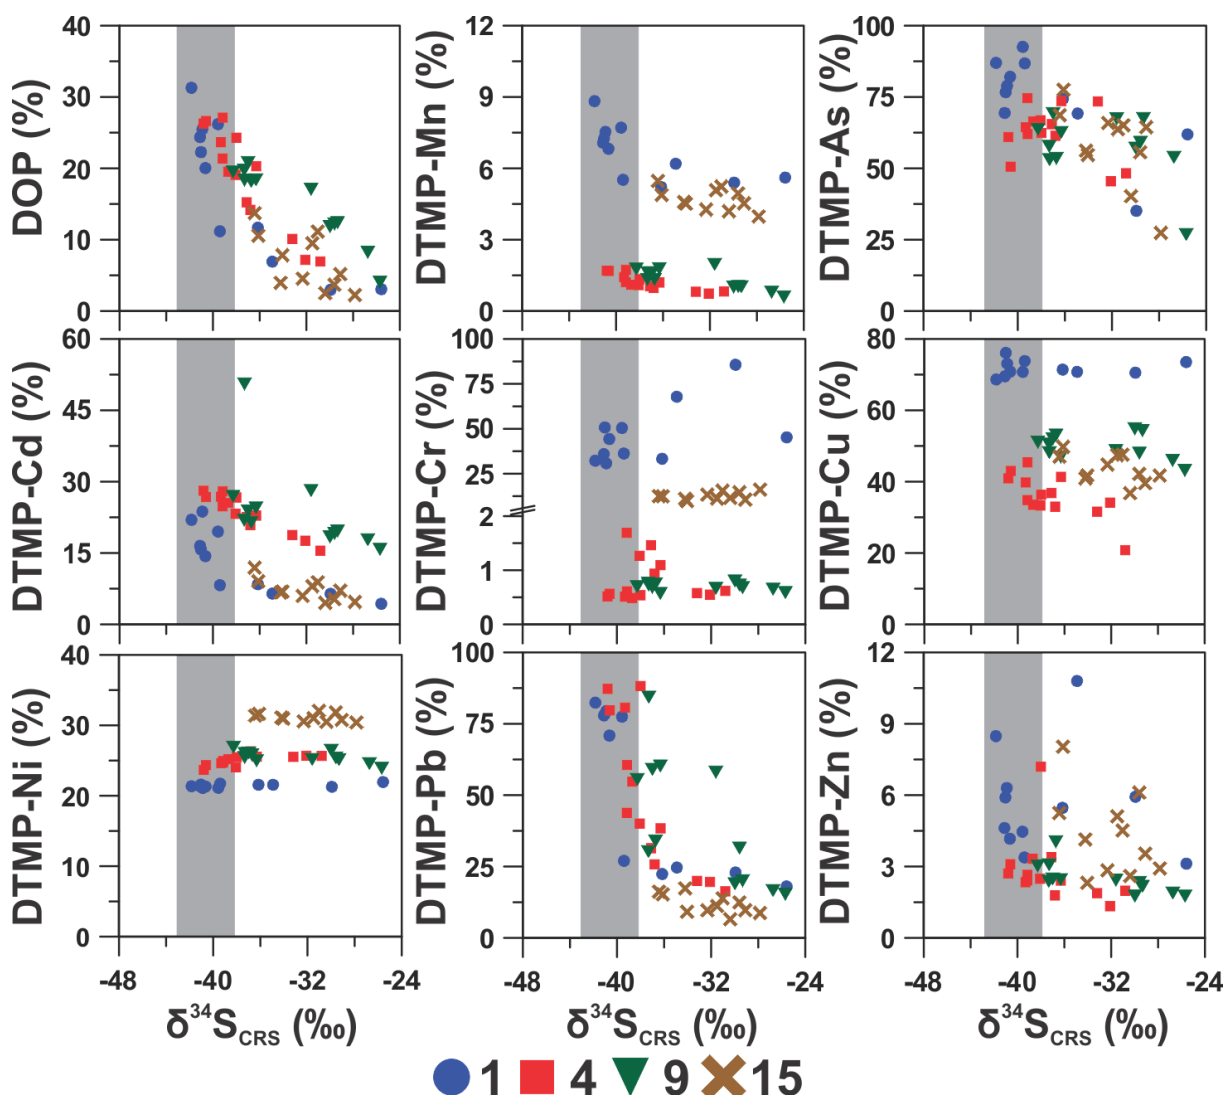 DOP (%)
40
30
20
10
0
DTMP-Mn (%)
12
9
6
3
0
DTMP-As (%)
100
75
50
25
0
DTMP-Cd (%)
60
45
30
15
0
DTMP-Cr (%)
100
75
50
25
2
1
0
DTMP-Cu (%)
80
60
40
20
0
DTMP-Ni (%)
40
30
20
10
0
DTMP-Pb (%)
100
75
50
25
0
DTMP-Zn (%)
12
9
6
3
0
-48 -40 -32 -24
-48 -40 -32 -24
-48 -40 -32 -24
δ³⁴S_CRS (‰)
δ³⁴S_CRS (‰)
δ³⁴S_CRS (‰)
1 4 9 15